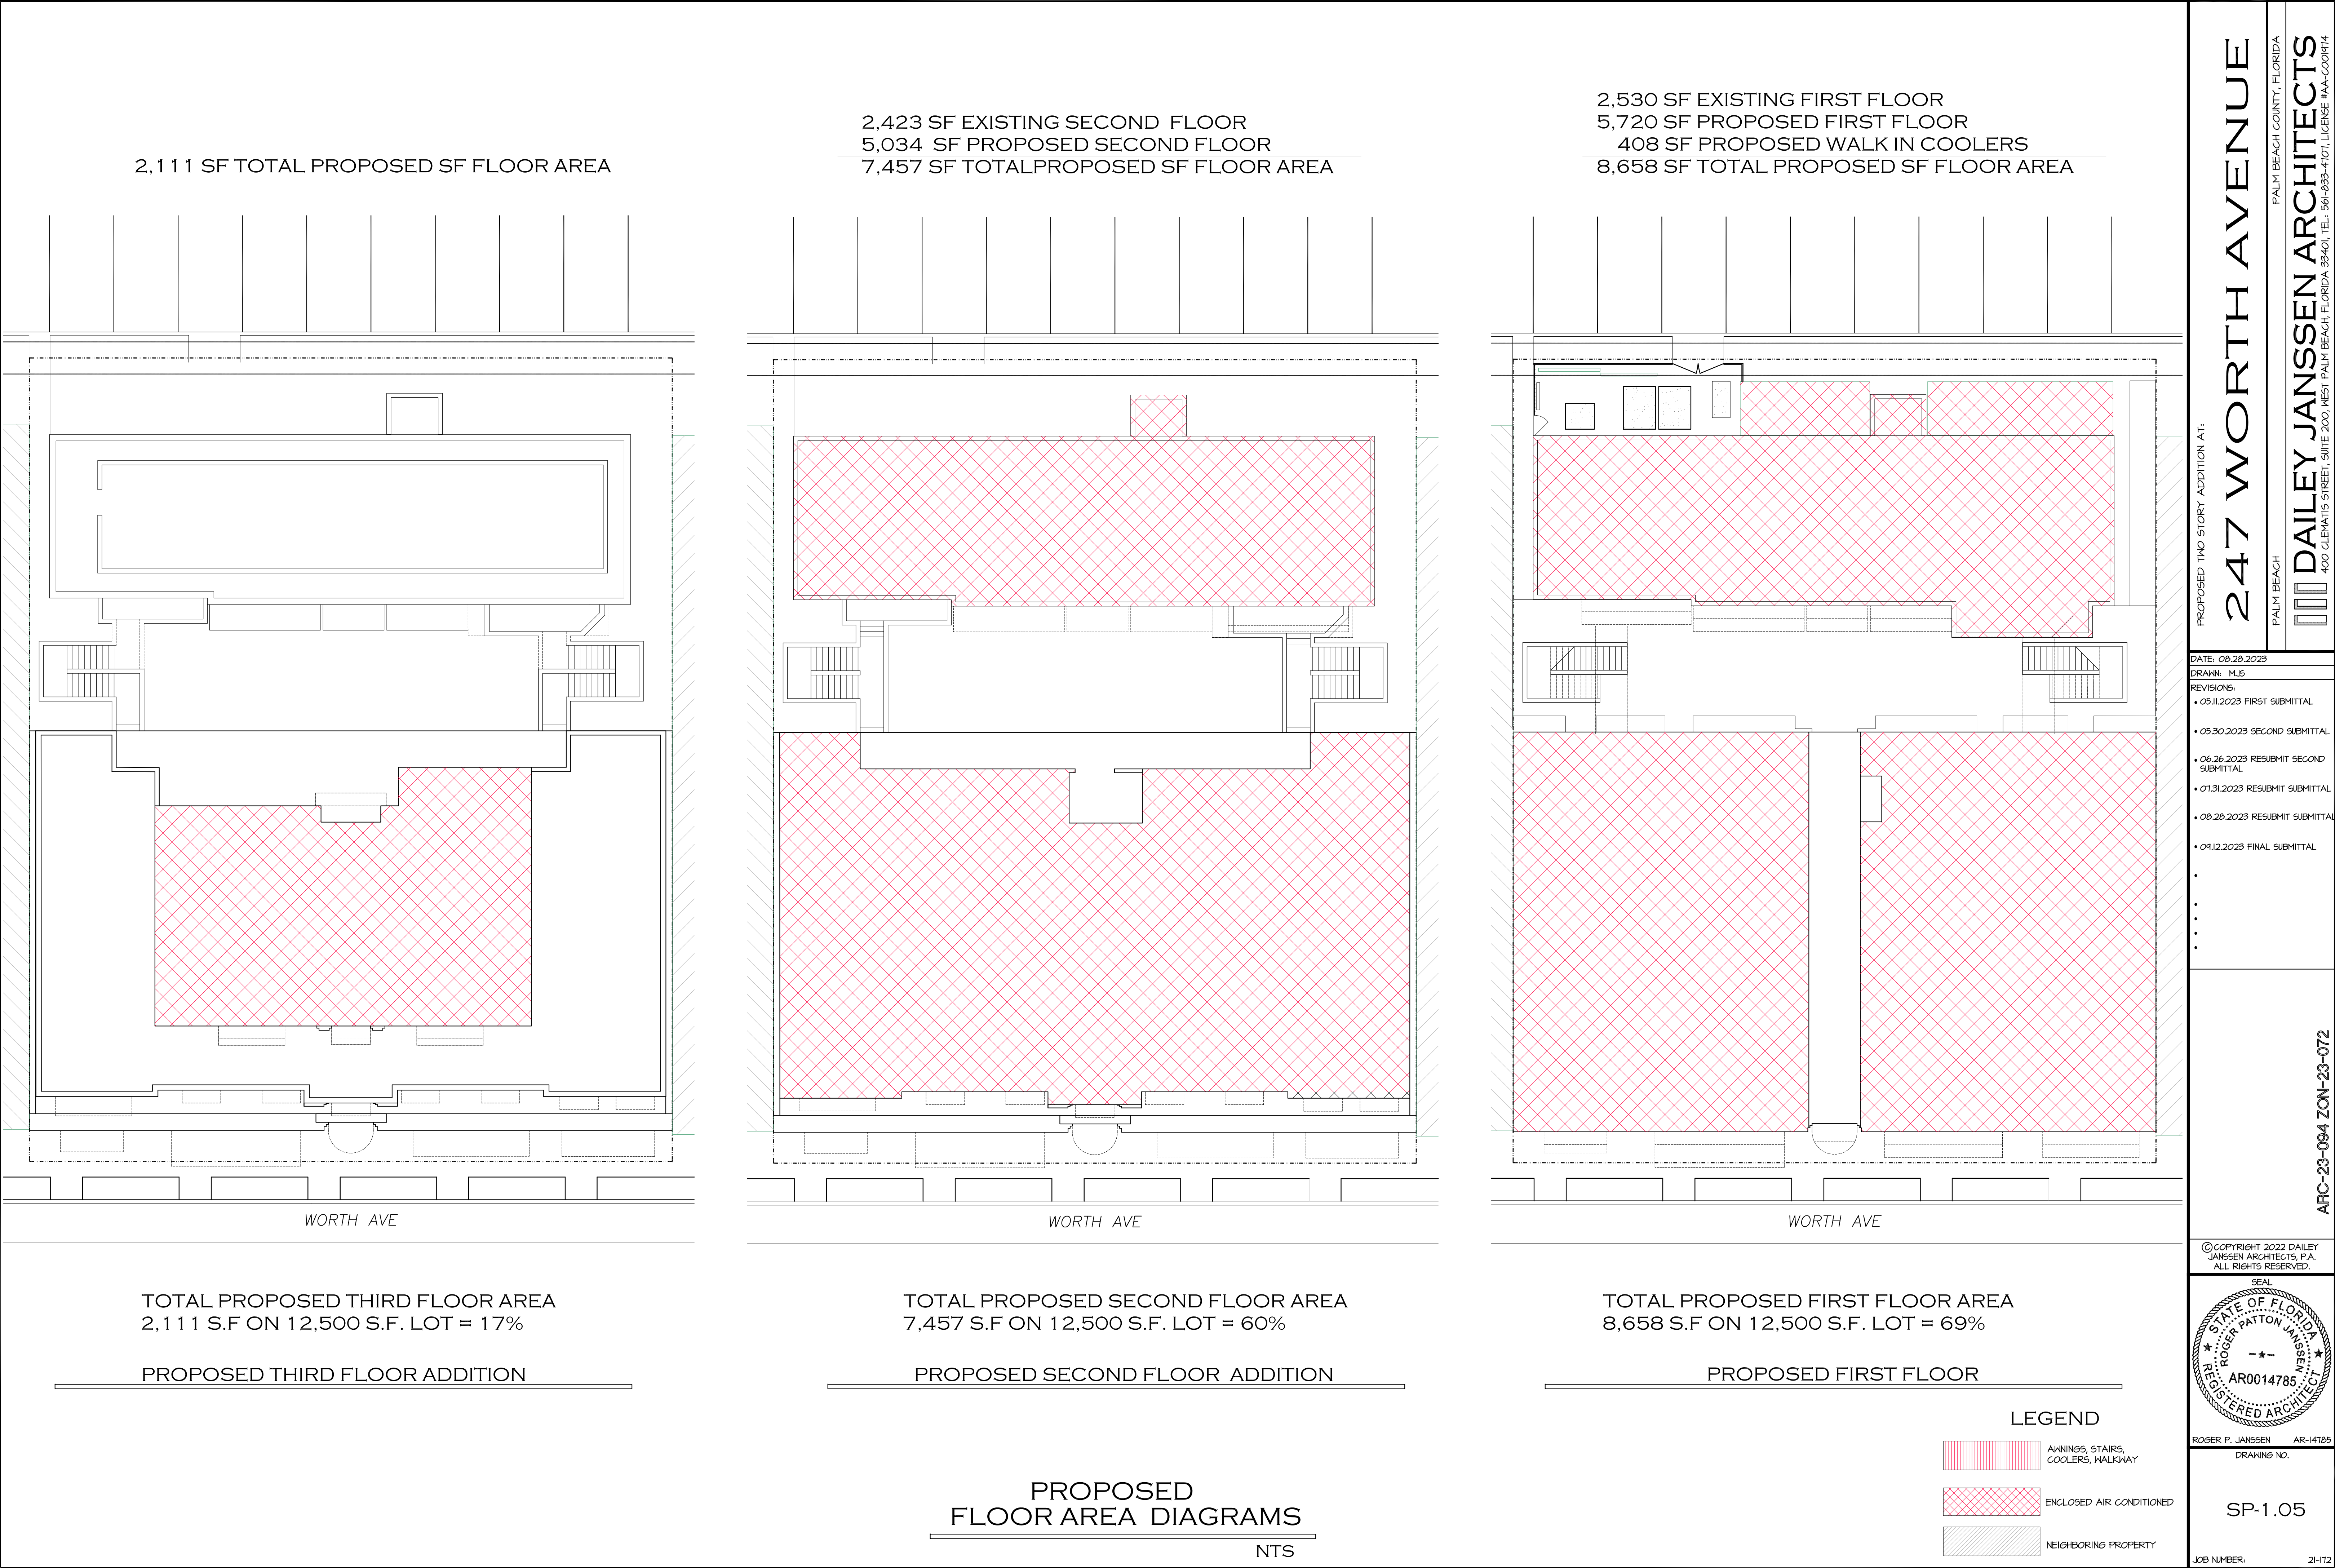 2,111 SF TOTAL PROPOSED SF FLOOR AREA
2,423 SF EXISTING SECOND FLOOR
5,034 SF PROPOSED SECOND FLOOR
7,457 SF TOTALPROPOSED SF FLOOR AREA
2,530 SF EXISTING FIRST FLOOR
5,720 SF PROPOSED FIRST FLOOR
408 SF PROPOSED WALK IN COOLERS
8,658 SF TOTAL PROPOSED SF FLOOR AREA
WORTH AVE
WORTH AVE
WORTH AVE
TOTAL PROPOSED THIRD FLOOR AREA
2,111 S.F ON 12,500 S.F. LOT = 17%
PROPOSED THIRD FLOOR ADDITION
TOTAL PROPOSED SECOND FLOOR AREA
7,457 S.F ON 12,500 S.F. LOT = 60%
PROPOSED SECOND FLOOR ADDITION
TOTAL PROPOSED FIRST FLOOR AREA
8,658 S.F ON 12,500 S.F. LOT = 69%
PROPOSED FIRST FLOOR
LEGEND
AWNINGS, STAIRS,
COOLERS, WALKWAY
ENCLOSED AIR CONDITIONED
NEIGHBORING PROPERTY
PROPOSED
FLOOR AREA DIAGRAMS
NTS
PROPOSED TWO STORY ADDITION AT:
247 WORTH AVENUE
PALM BEACH
PALM BEACH COUNTY, FLORIDA
DAILEY JANSSEN ARCHITECTS
400 CLEMATIS STREET, SUITE 200, WEST PALM BEACH, FLORIDA 33401, TEL: 561-833-4707, LICENSE #AA-C001974
DATE: 08.28.2023
DRAWN: MJS
REVISIONS:
• 05.11.2023 FIRST SUBMITTAL
• 05.30.2023 SECOND SUBMITTAL
• 06.26.2023 RESUBMIT SECOND
SUBMITTAL
• 07.31.2023 RESUBMIT SUBMITTAL
• 08.28.2023 RESUBMIT SUBMITTAL
• 09.12.2023 FINAL SUBMITTAL
ARC-23-094 ZON-23-072
© COPYRIGHT 2022 DAILEY
JANSSEN ARCHITECTS, P.A.
ALL RIGHTS RESERVED.
SEAL
STATE OF FLORIDA
ROGER PATTON JANSSEN
AR0014785
REGISTERED ARCHITECT
ROGER P. JANSSEN AR-14785
DRAWING NO.
SP-1.05
JOB NUMBER: 21-172